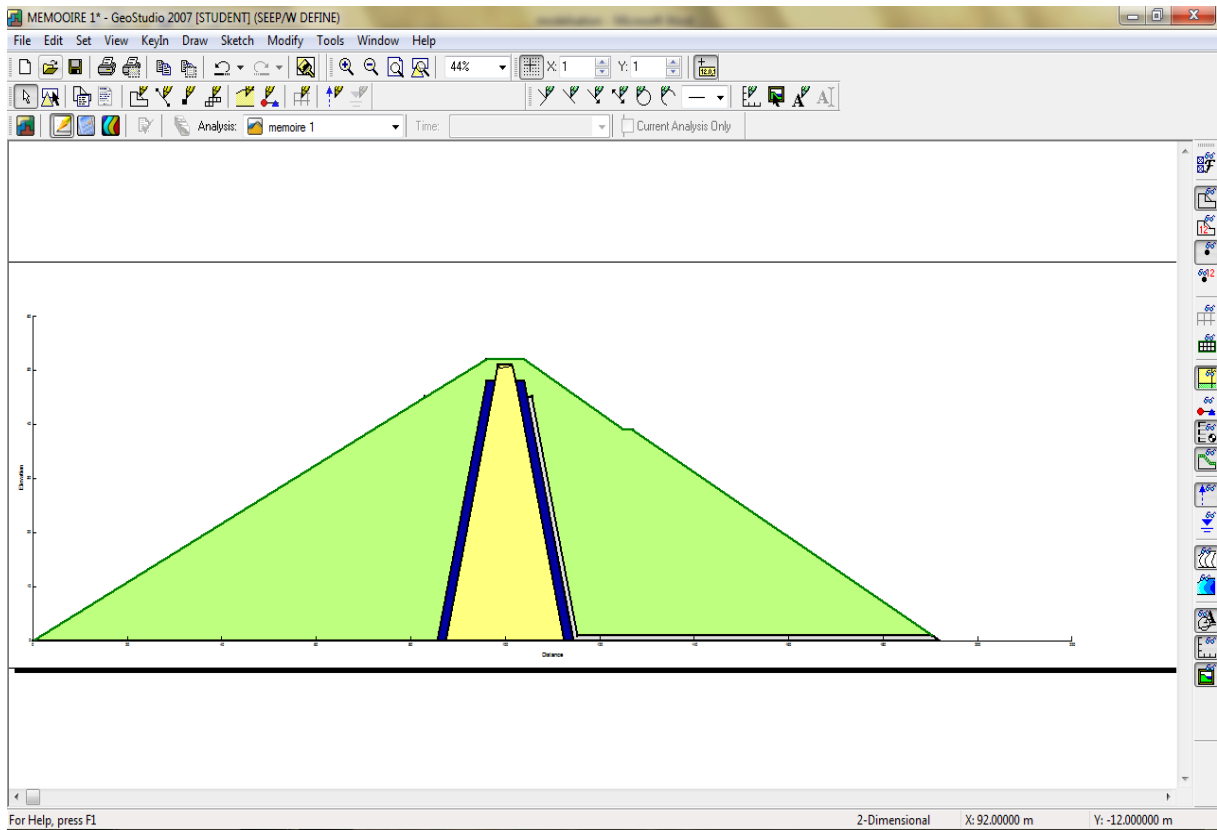 MEMOOIRE 1* - GeoStudio 2007 [STUDENT] (SEEP/W DEFINE)
File Edit Set View KeyIn Draw Sketch Modify Tools Window Help
44% X: 1 Y: 1
Analysis: memoire 1 Time: Current Analysis Only
Elevation
Distance
For Help, press F1 2-Dimensional X: 92.00000 m Y: -12.000000 m